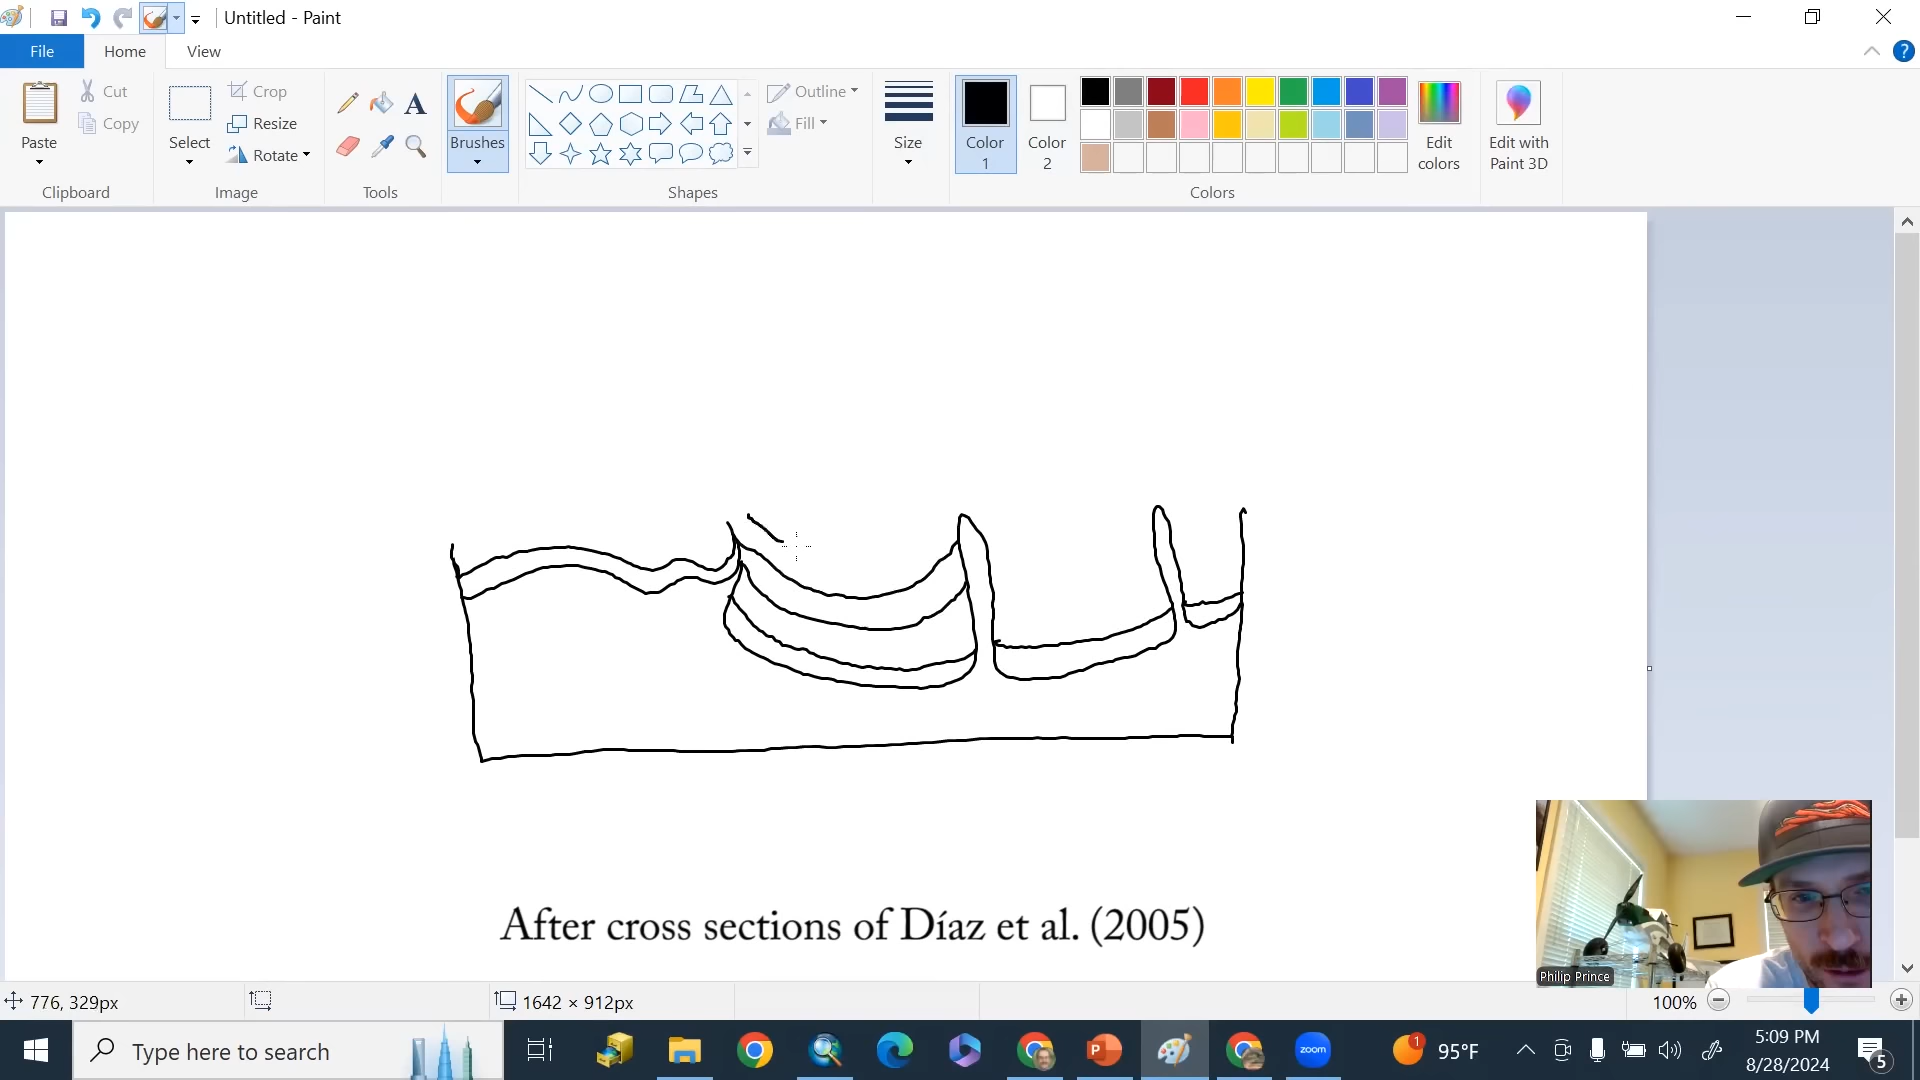 Untitled - Paint
File
Home
View
Paste
Cut
Copy
Clipboard
Select
Crop
Resize
Rotate
Image
Tools
Brushes
Shapes
Outline
Fill
Size
Color
1
Color
2
Edit
colors
Colors
Edit with
Paint 3D
After cross sections of Díaz et al. (2005)
Philip Prince
776, 329px
1642 × 912px
100%
Type here to search
zoom
1
95°F
5:09 PM
8/28/2024
5